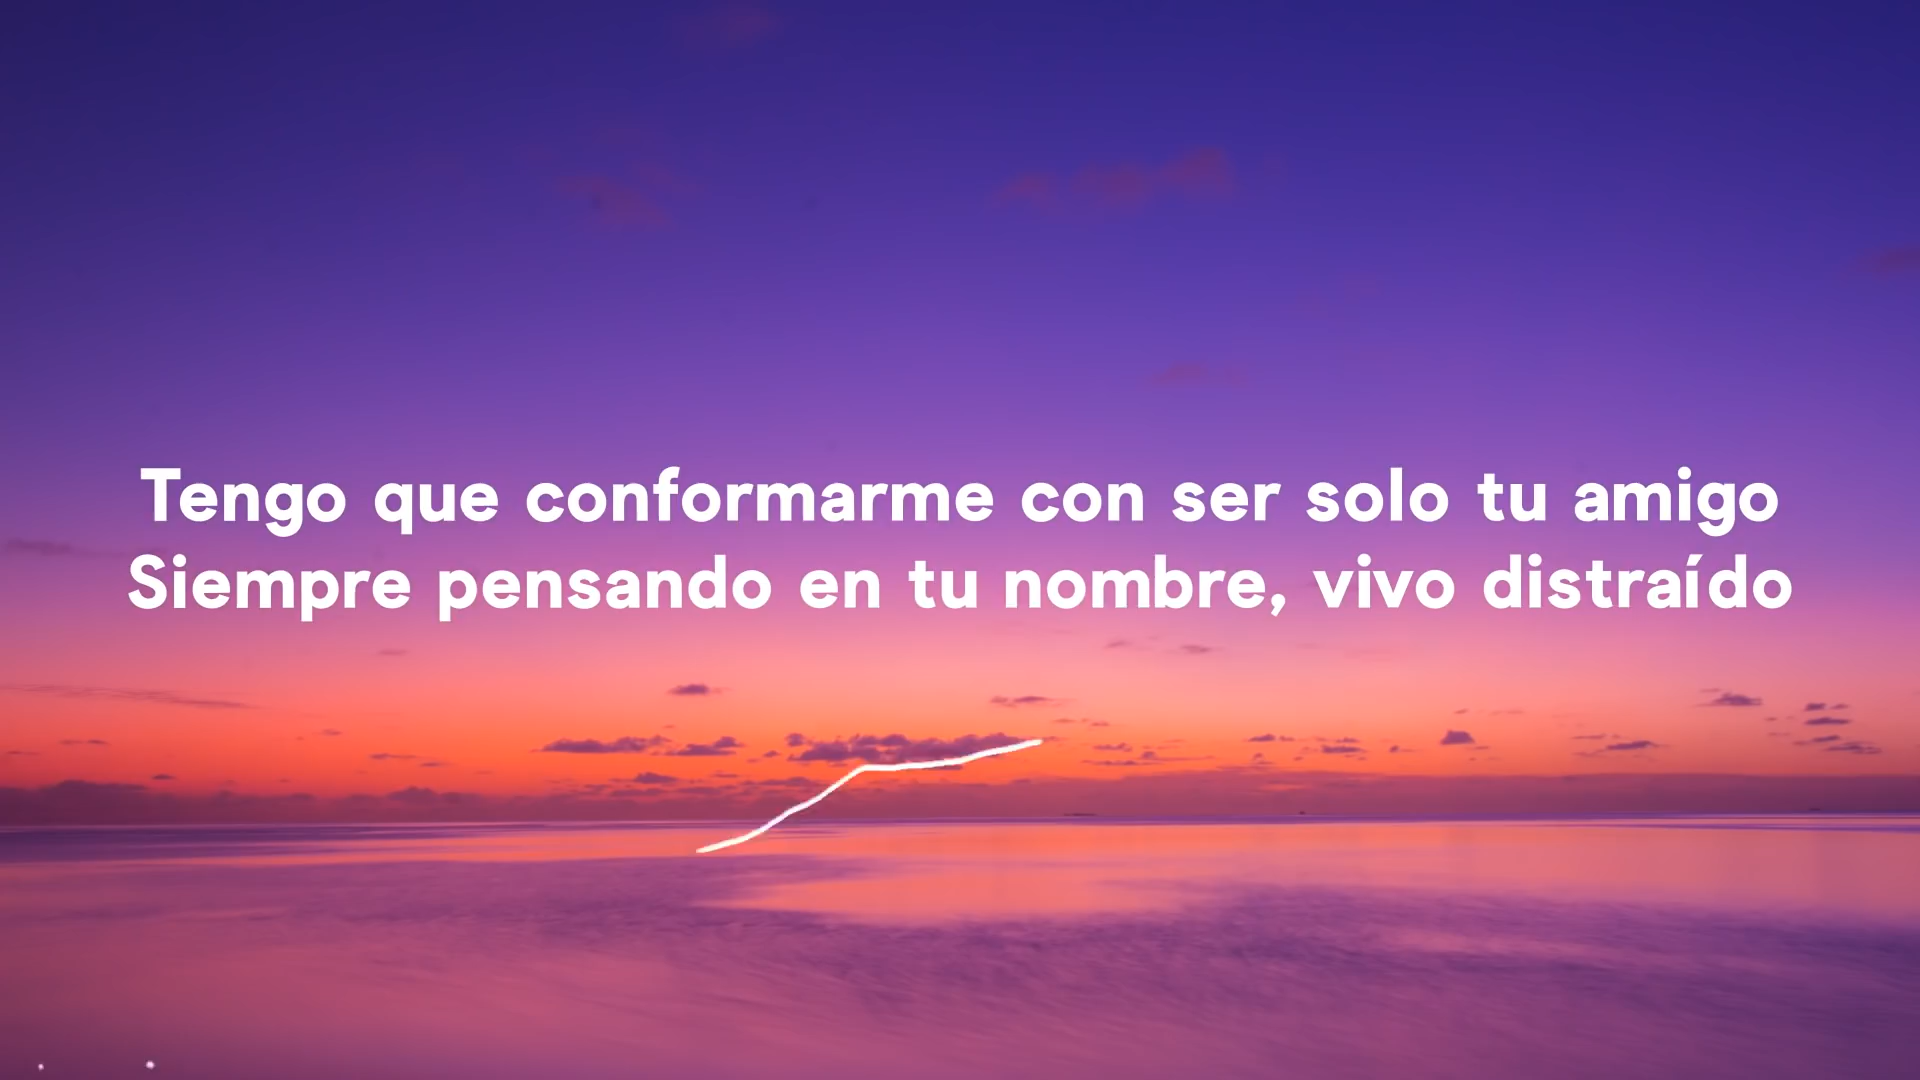 Tengo que conformarme con ser solo tu amigo
Siempre pensando en tu nombre, vivo distraído